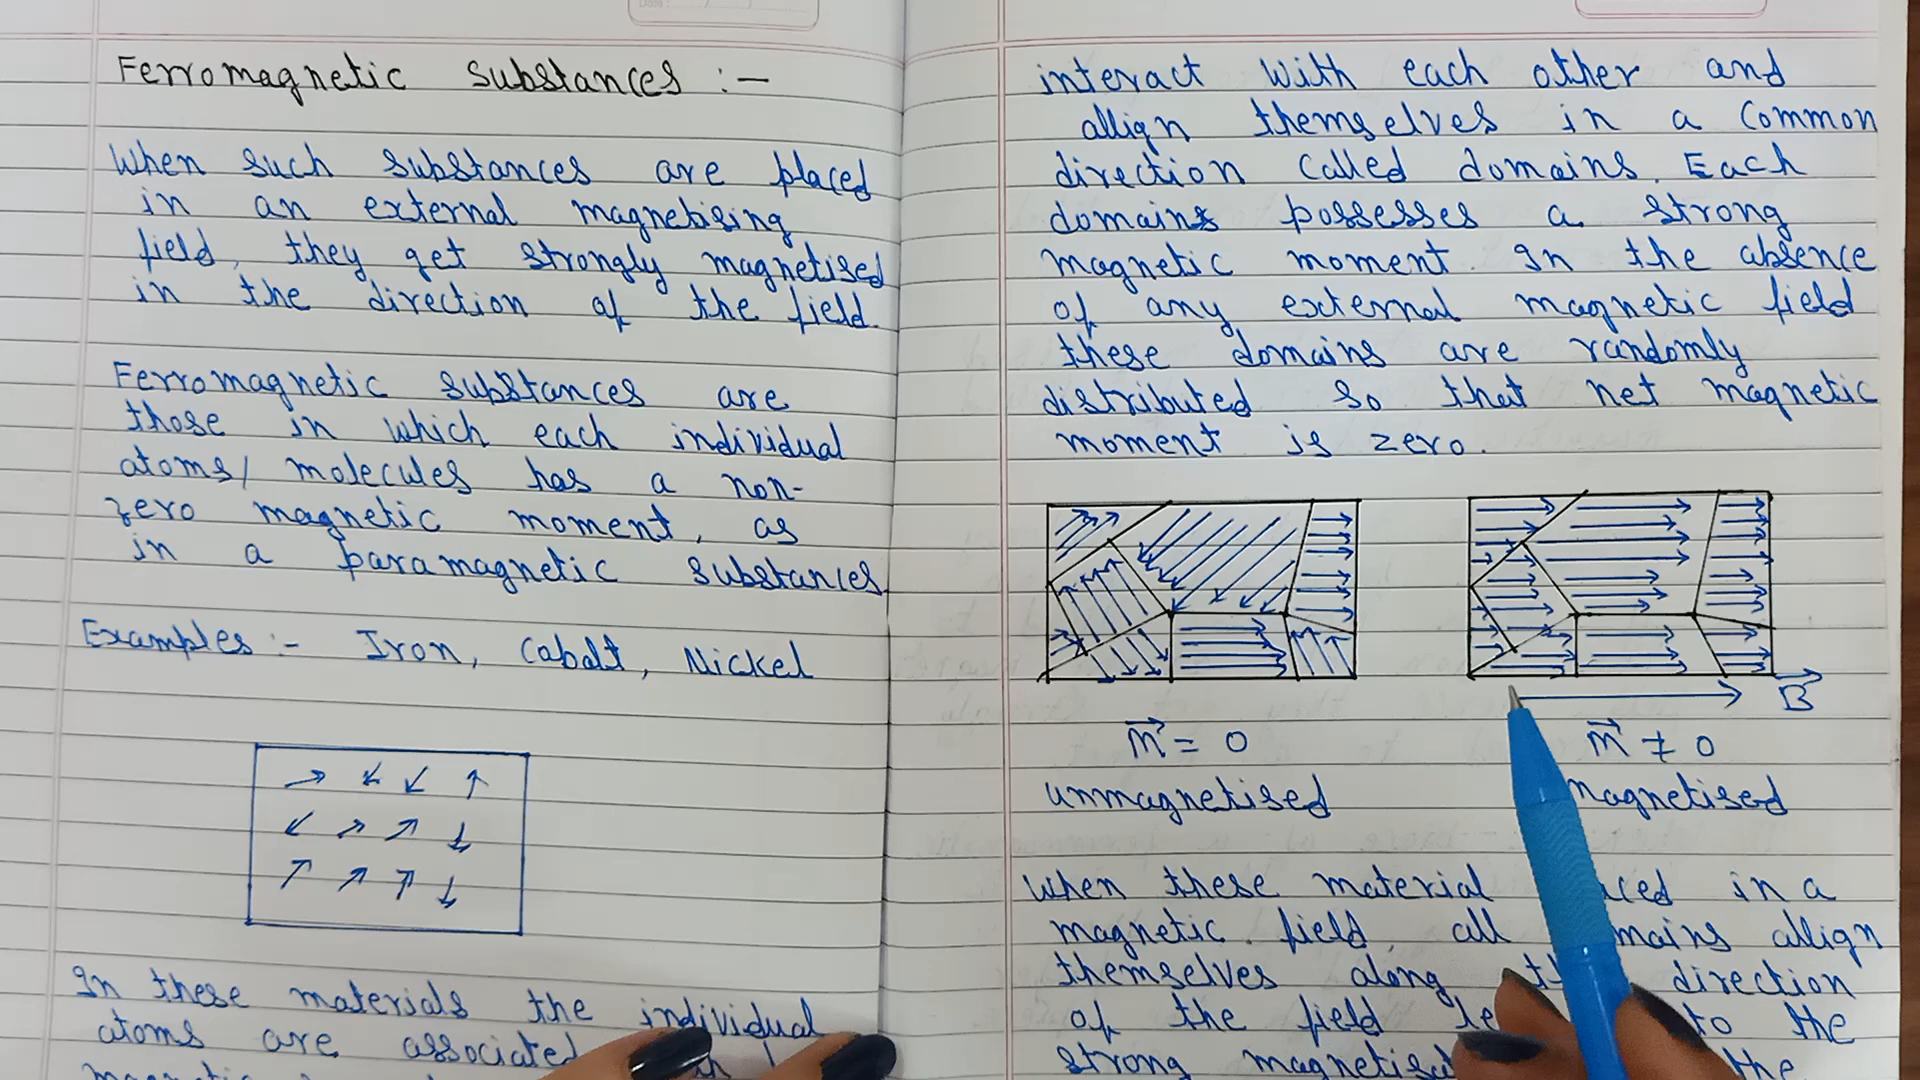 Ferromagnetic substances :-
When such substances are placed
in an external magnetising
field, they get strongly magnetised
in the direction of the field.
Ferromagnetic substances are
those in which each individual
atoms/ molecules has a non-
zero magnetic moment, as
in a paramagnetic substances.
Examples :- Iron, Cobalt, Nickel
In these materials the individual
atoms are associated
interact with each other and
allign themselves in a common
direction called domains. Each
domains possesses a strong
magnetic moment. In the absence
of any external magnetic field
these domains are randomly
distributed so that net magnetic
moment is zero.
B
m = 0
m ≠ 0
unmagnetised
magnetised
When these material in a
magnetic field, all allign
themselves along direction
of the field to the
strong the